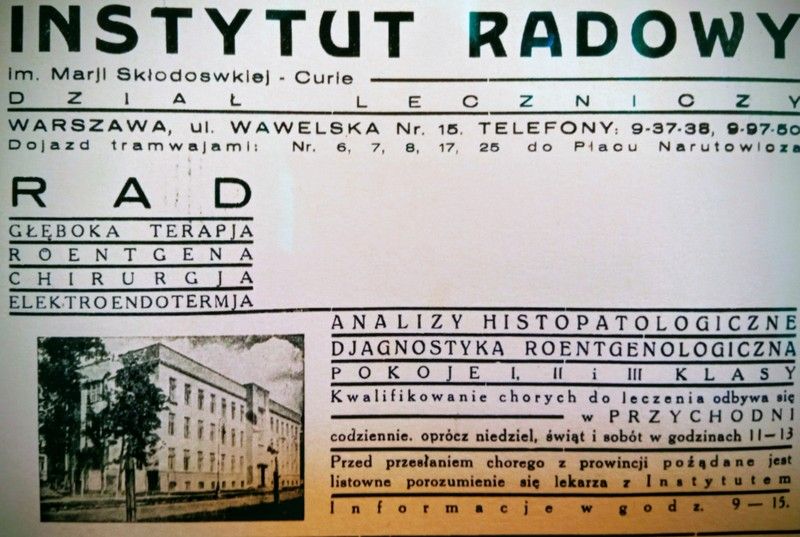 INSTYTUT RADOWY
im. Marji Skłodoswkiej - Curie
DZIAŁ LECZNICZY
WARSZAWA, ul. WAWELSKA Nr. 15. TELEFONY: 9-37-38, 9-97-50
Dojazd tramwajami: Nr. 6, 7, 8, 17, 25 do Placu Narutowicza
RAD
GŁĘBOKA TERAPJA
ROENTGENA
CHIRURGJA
ELEKTROENDOTERMJA
ANALIZY HISTOPATOLOGICZNE
DJAGNOSTYKA ROENTGENOLOGICZNA
POKOJE I, II i III KLASY
Kwalifikowanie chorych do leczenia odbywa się
w PRZYCHODNI
codziennie. oprócz niedziel, świąt i sobót w godzinach 11—13
Przed przesłaniem chorego z prowincji pożądane jest
listowne porozumienie się lekarza z Instytutem
Informacje w godz. 9 — 15.